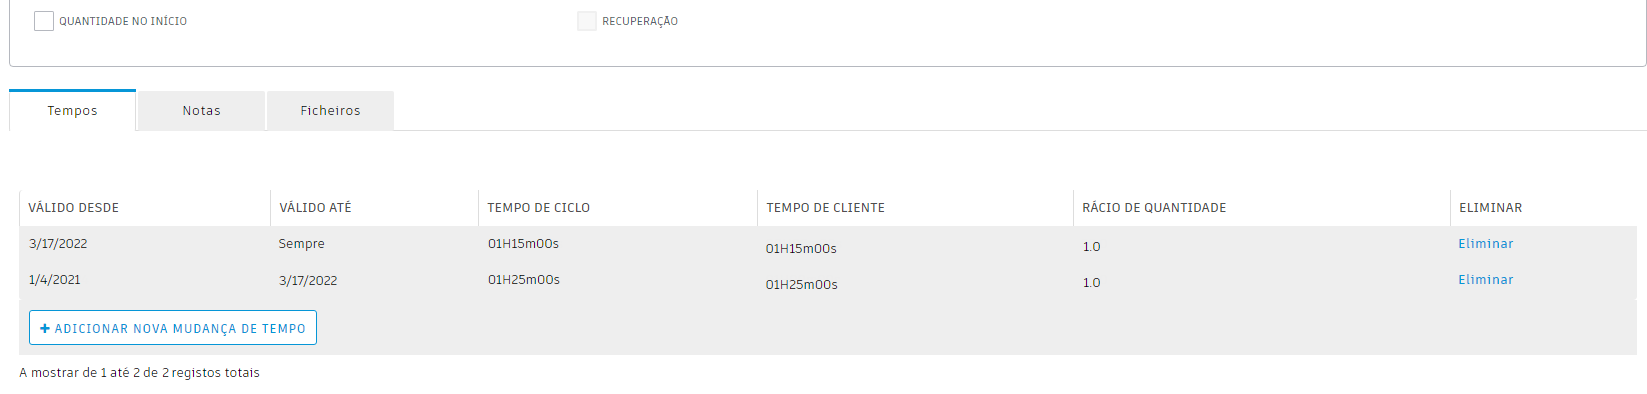 QUANTIDADE NO INÍCIO RECUPERAÇÃO
Tempos Notas Ficheiros
VÁLIDO DESDE VÁLIDO ATÉ TEMPO DE CICLO TEMPO DE CLIENTE RÁCIO DE QUANTIDADE ELIMINAR
3/17/2022 Sempre 01H15m00s 01H15m00s 1.0 Eliminar
1/4/2021 3/17/2022 01H25m00s 01H25m00s 1.0 Eliminar
+ ADICIONAR NOVA MUDANÇA DE TEMPO
A mostrar de 1 até 2 de 2 registos totais